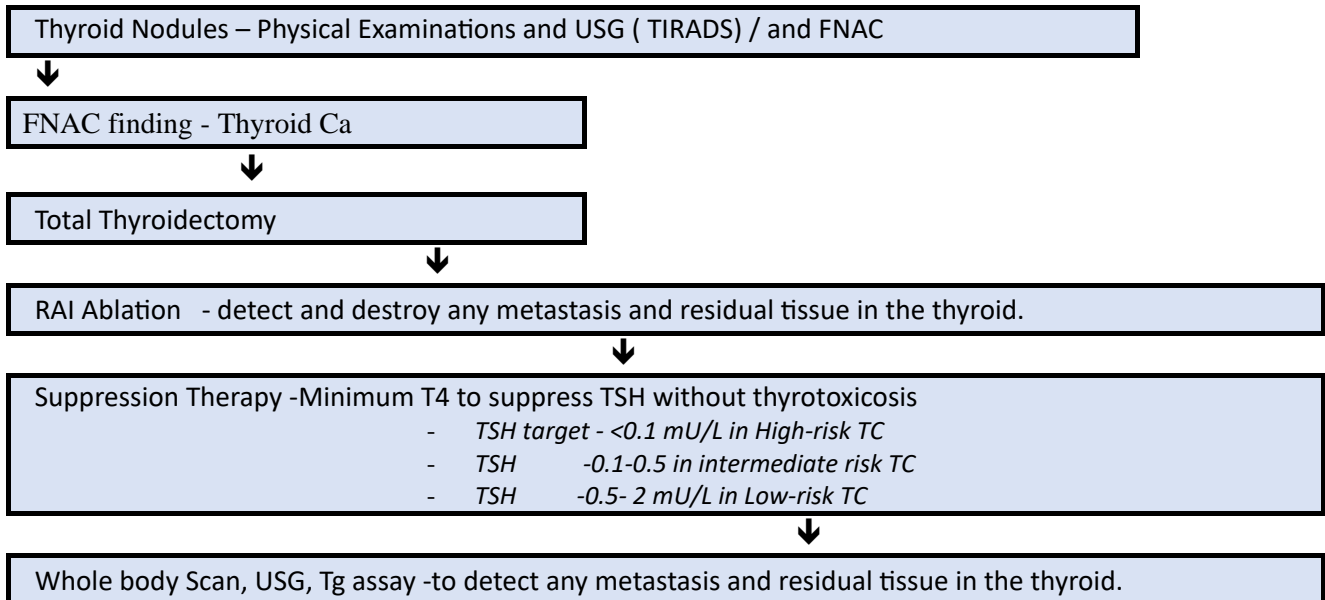 Thyroid Nodules – Physical Examinations and USG ( TIRADS) / and FNAC
FNAC finding - Thyroid Ca
Total Thyroidectomy
RAI Ablation - detect and destroy any metastasis and residual tissue in the thyroid.
Suppression Therapy -Minimum T4 to suppress TSH without thyrotoxicosis
- TSH target - <0.1 mU/L in High-risk TC
- TSH -0.1-0.5 in intermediate risk TC
- TSH -0.5- 2 mU/L in Low-risk TC
Whole body Scan, USG, Tg assay -to detect any metastasis and residual tissue in the thyroid.